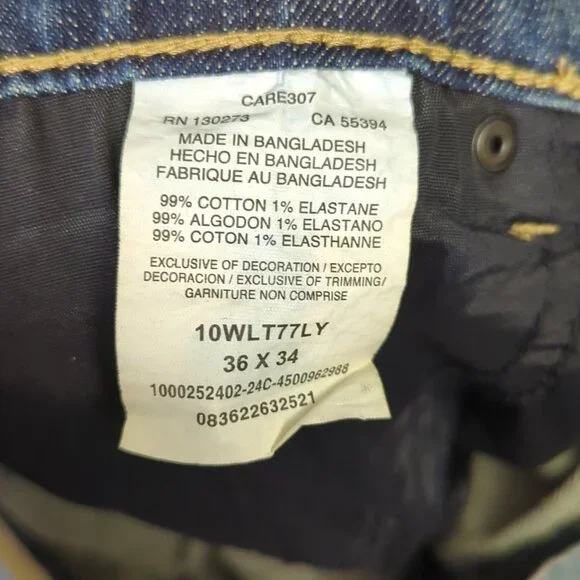 CARE307
RN 130273 CA 55394
MADE IN BANGLADESH
HECHO EN BANGLADESH
FABRIQUE AU BANGLADESH
99% COTTON 1% ELASTANE
99% ALGODON 1% ELASTANO
99% COTON 1% ELASTHANNE
EXCLUSIVE OF DECORATION / EXCEPTO
DECORACION / EXCLUSIVE OF TRIMMING/
GARNITURE NON COMPRISE
10WLT77LY
36 X 34
1000252402-24C-4500962988
083622632521